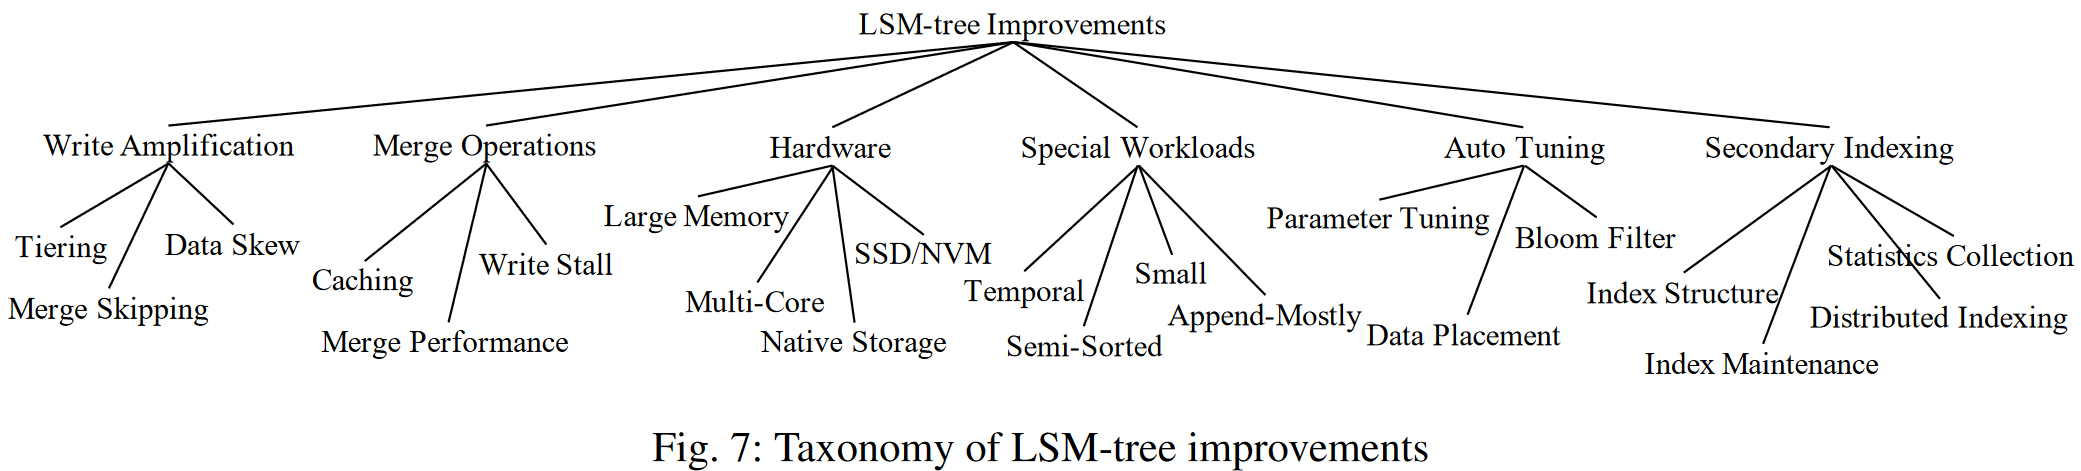 LSM-tree Improvements
Write Amplification
Merge Operations
Hardware
Special Workloads
Auto Tuning
Secondary Indexing
Tiering
Merge Skipping
Data Skew
Caching
Merge Performance
Write Stall
Large Memory
Multi-Core
Native Storage
SSD/NVM
Temporal
Semi-Sorted
Small
Append-Mostly
Parameter Tuning
Data Placement
Bloom Filter
Index Structure
Index Maintenance
Statistics Collection
Distributed Indexing
Fig. 7: Taxonomy of LSM-tree improvements